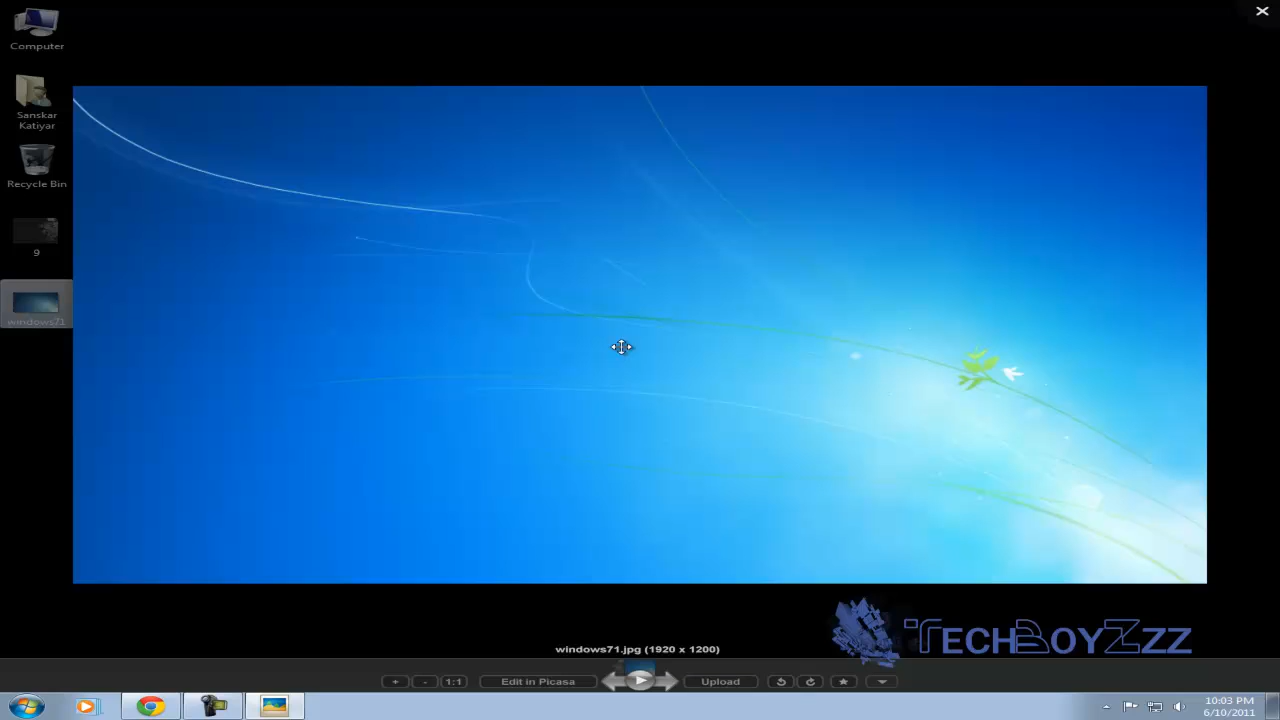 Computer
Sanskar
Katiyar
Recycle Bin
9
windows71
TECHBOYZZZ
windows71.jpg (1920 x 1200)
+
-
1:1
Edit in Picasa
Upload
10:03 PM
6/10/2011